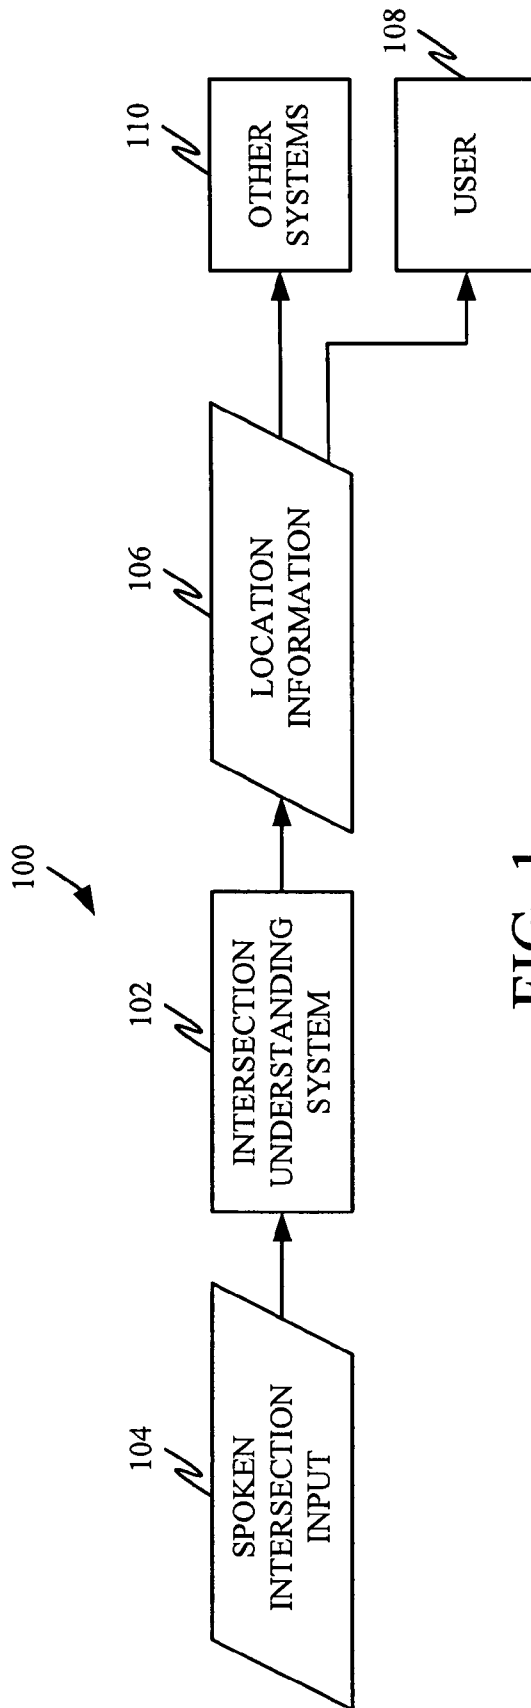 100
104
SPOKEN
INTERSECTION
INPUT
102
INTERSECTION
UNDERSTANDING
SYSTEM
106
LOCATION
INFORMATION
110
OTHER
SYSTEMS
108
USER
FIG. 1